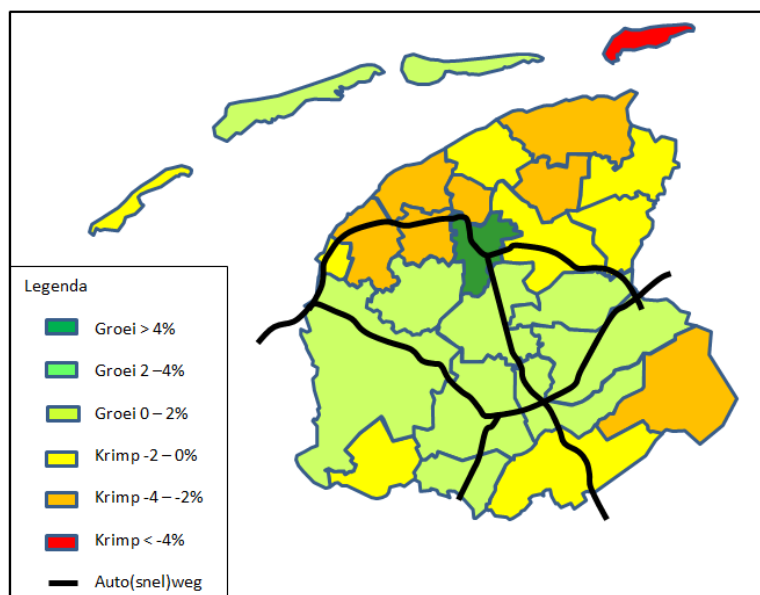 Legenda
Groei > 4%
Groei 2 – 4%
Groei 0 – 2%
Krimp -2 – 0%
Krimp -4 – -2%
Krimp < -4%
Auto(snel)weg